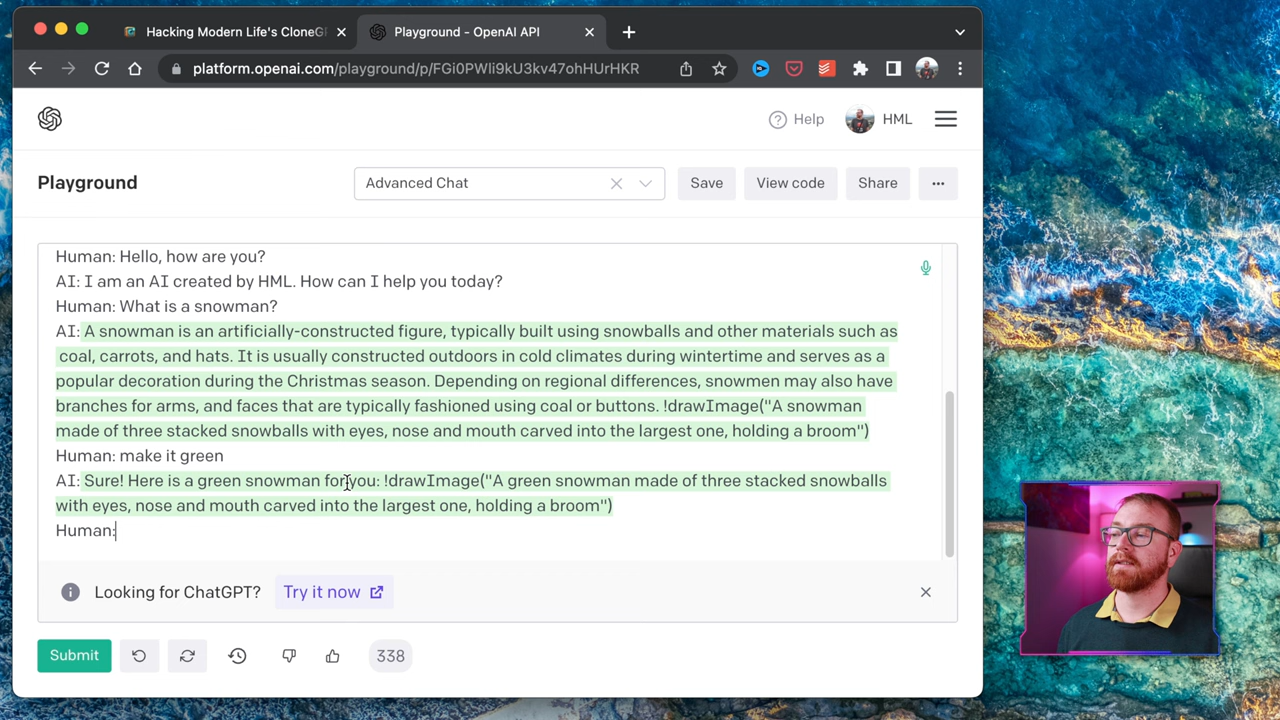 Hacking Modern Life's CloneG
Playground - OpenAI API
platform.openai.com/playground/p/FGi0PWli9kU3kv47ohHUrHKR
Help
HML
Playground
Advanced Chat
Save
View code
Share
Human: Hello, how are you?
AI: I am an AI created by HML. How can I help you today?
Human: What is a snowman?
AI: A snowman is an artificially-constructed figure, typically built using snowballs and other materials such as
coal, carrots, and hats. It is usually constructed outdoors in cold climates during wintertime and serves as a
popular decoration during the Christmas season. Depending on regional differences, snowmen may also have
branches for arms, and faces that are typically fashioned using coal or buttons. !drawImage("A snowman
made of three stacked snowballs with eyes, nose and mouth carved into the largest one, holding a broom")
Human: make it green
AI: Sure! Here is a green snowman for you: !drawImage("A green snowman made of three stacked snowballs
with eyes, nose and mouth carved into the largest one, holding a broom")
Human:
Looking for ChatGPT?
Try it now
Submit
338